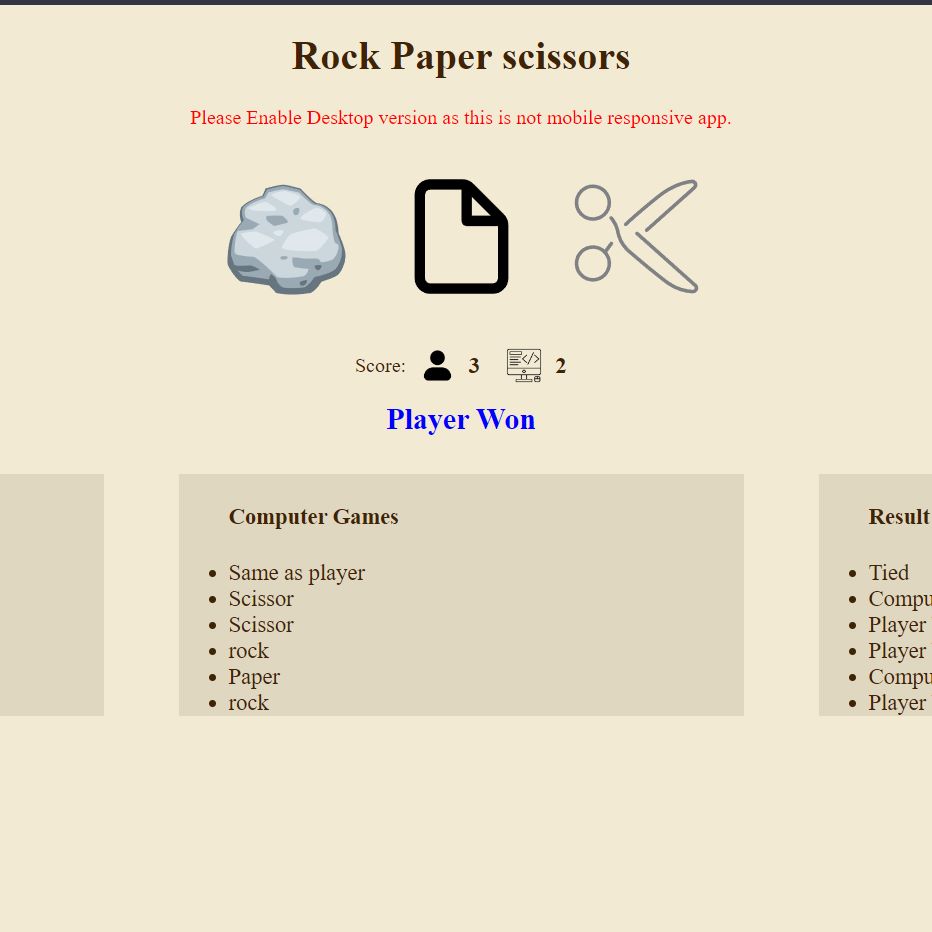 Rock Paper scissors
Please Enable Desktop version as this is not mobile responsive app.
Score: 3 2
Player Won
Computer Games
Same as player
Scissor
Scissor
rock
Paper
rock
Result
Tied
Compu
Player
Player
Compu
Player